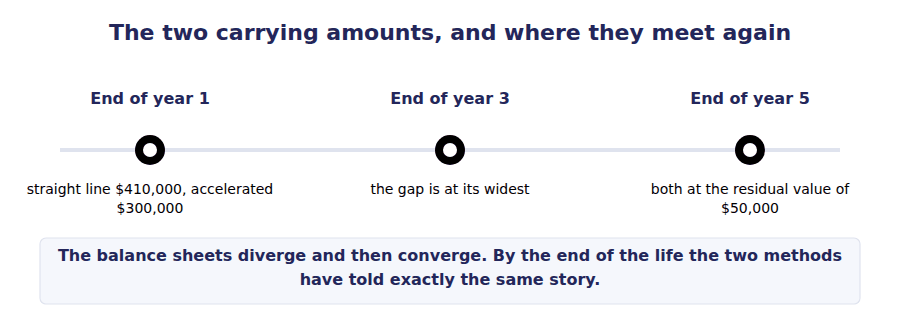 The two carrying amounts, and where they meet again
End of year 1
End of year 3
End of year 5
straight line $410,000, accelerated
$300,000
the gap is at its widest
both at the residual value of
$50,000
The balance sheets diverge and then converge. By the end of the life the two methods
have told exactly the same story.